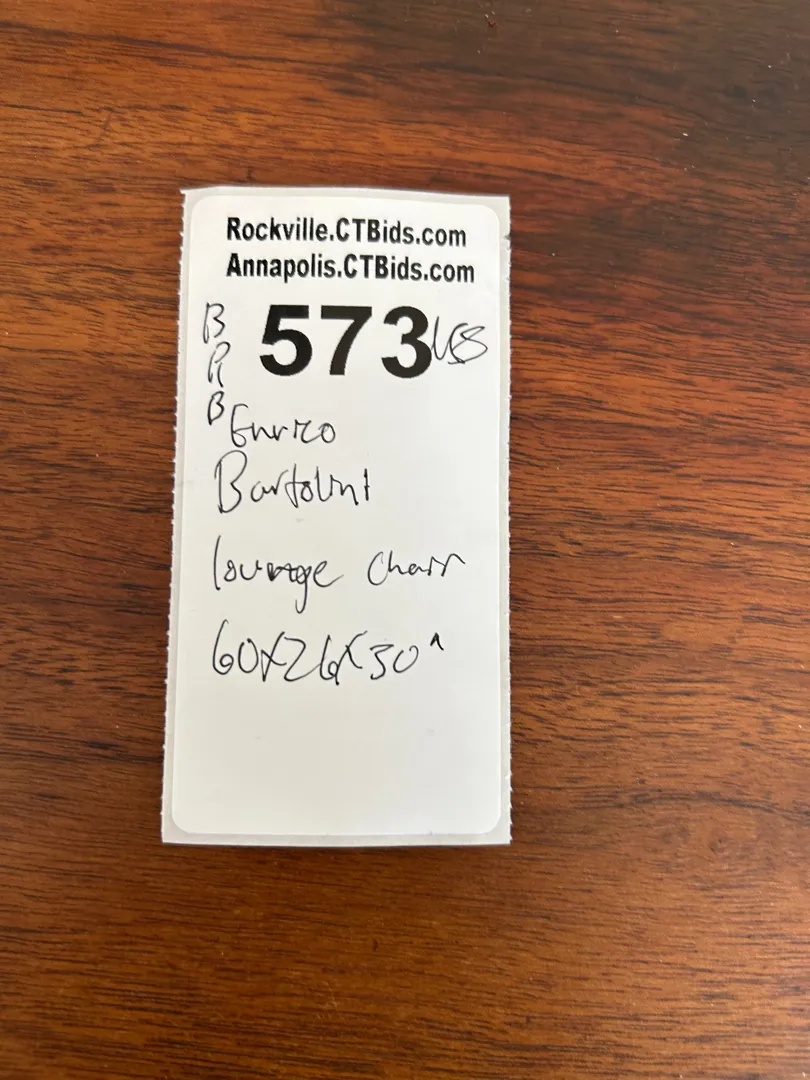 Rockville.CTBids.com
Annapolis.CTBids.com
573
B
R
B
Enrico
Bartolini
lounge chair
60x26x30"